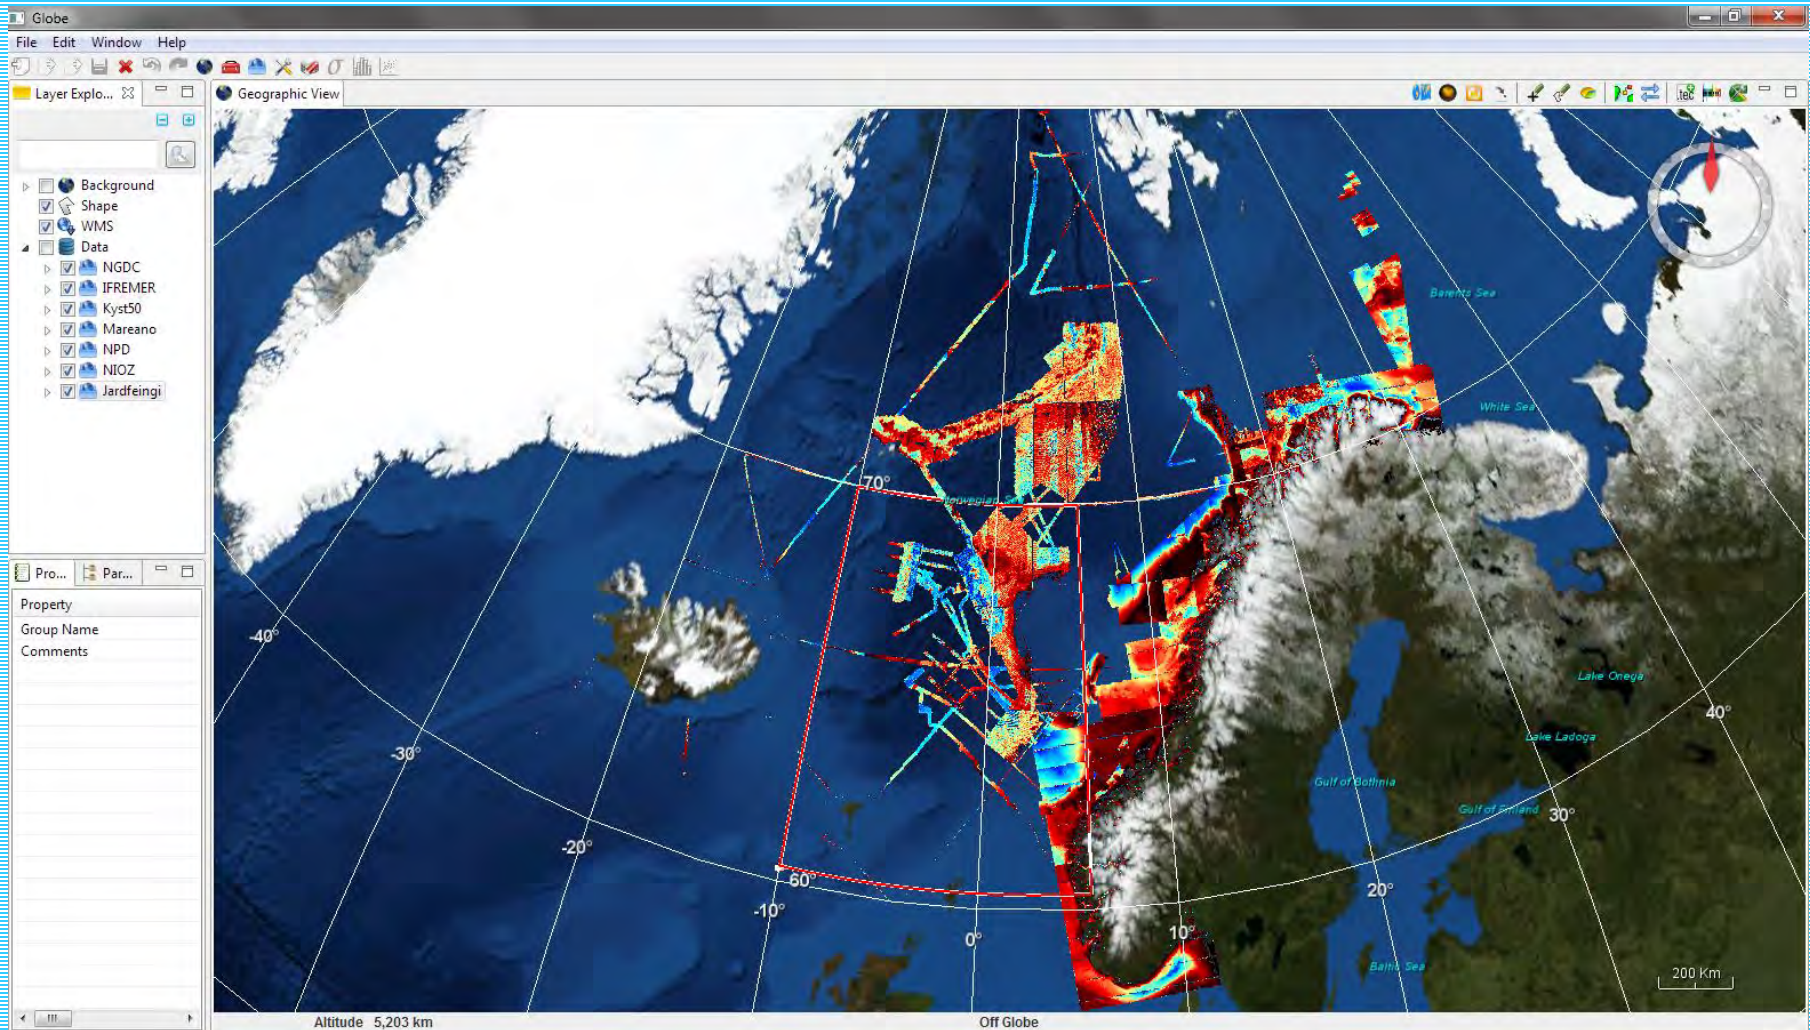 Globe
File Edit Window Help
Layer Explo...
Geographic View
.tec
Background
Shape
WMS
Data
NGDC
IFREMER
Kyst50
Mareano
NPD
NIOZ
Jardfeingi
Pro... Par...
Property
Group Name
Comments
Barents Sea
White Sea
70°
Norwegian Sea
-40°
Lake Onega
40°
Lake Ladoga
-30°
Gulf of Bothnia
Gulf of Finland
30°
-20°
60°
20°
-10°
0°
10°
Baltic Sea
200 Km
Altitude 5,203 km
Off Globe